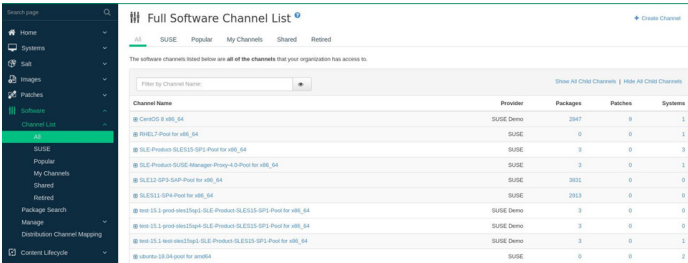 Search page
Home
Systems
Salt
Images
Patches
Software
Channel List
All
SUSE
Popular
My Channels
Shared
Retired
Package Search
Manage
Distribution Channel Mapping
Content Lifecycle
Full Software Channel List ?
+ Create Channel
All SUSE Popular My Channels Shared Retired
The software channels listed below are all of the channels that your organization has access to.
Filter by Channel Name:
Show All Child Channels | Hide All Child Channels
Channel Name Provider Packages Patches Systems
CentOS 8 x86_64 SUSE Demo 2847 9 1
RHEL7-Pool for x86_64 SUSE 0 0 1
SLE-Product-SLES15-SP1-Pool for x86_64 SUSE 3 0 3
SLE-Product-SUSE-Manager-Proxy-4.0-Pool for x86_64 SUSE 3 0 1
SLE12-SP3-SAP-Pool for x86_64 SUSE 3931 0 0
SLES11-SP4-Pool for x86_64 SUSE 2913 0 0
test-15.1-prod-sles15sp1-SLE-Product-SLES15-SP1-Pool for x86_64 SUSE Demo 3 0 0
test-15.1-prod-sles15sp4-SLE-Product-SLES15-SP1-Pool for x86_64 SUSE Demo 3 0 0
test-15.1-test-sles15sp1-SLE-Product-SLES15-SP1-Pool for x86_64 SUSE Demo 3 0 1
ubuntu-18.04-pool for amd64 SUSE 0 0 2